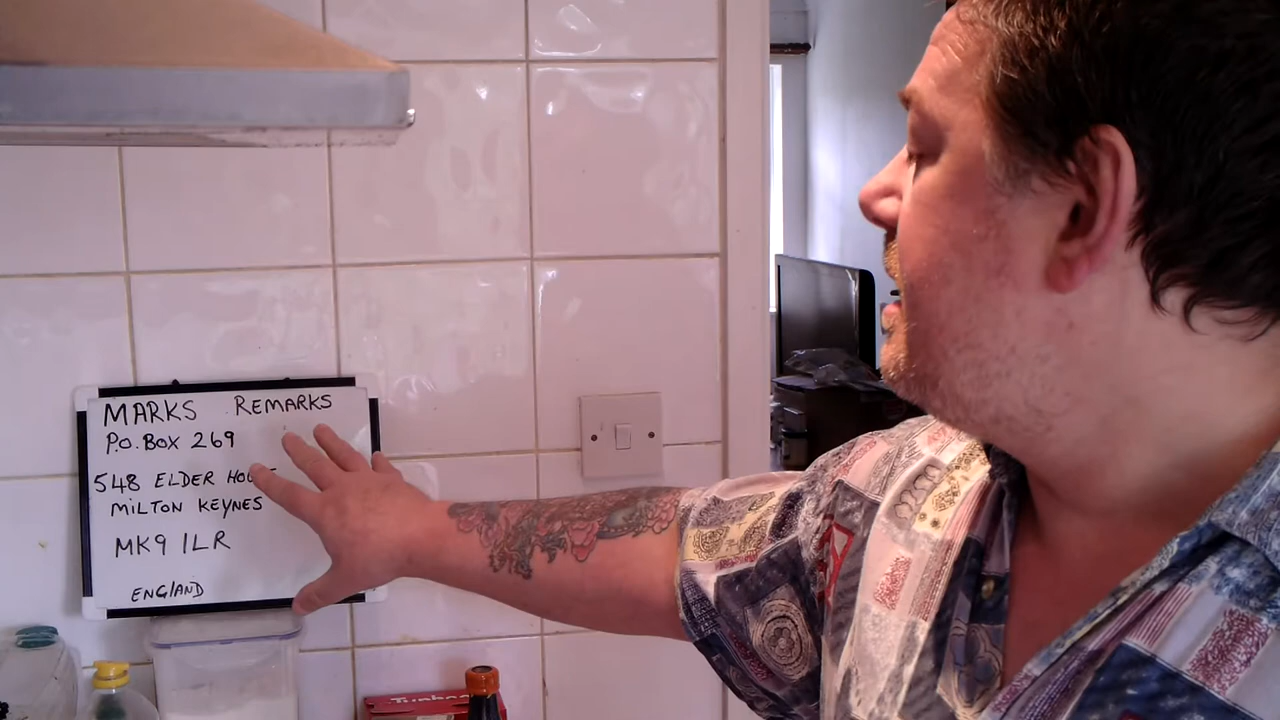 MARKS REMARKS
P.O. BOX 269
548 ELDER
MILTON KEYNES
MK9 1LR
ENGLAND